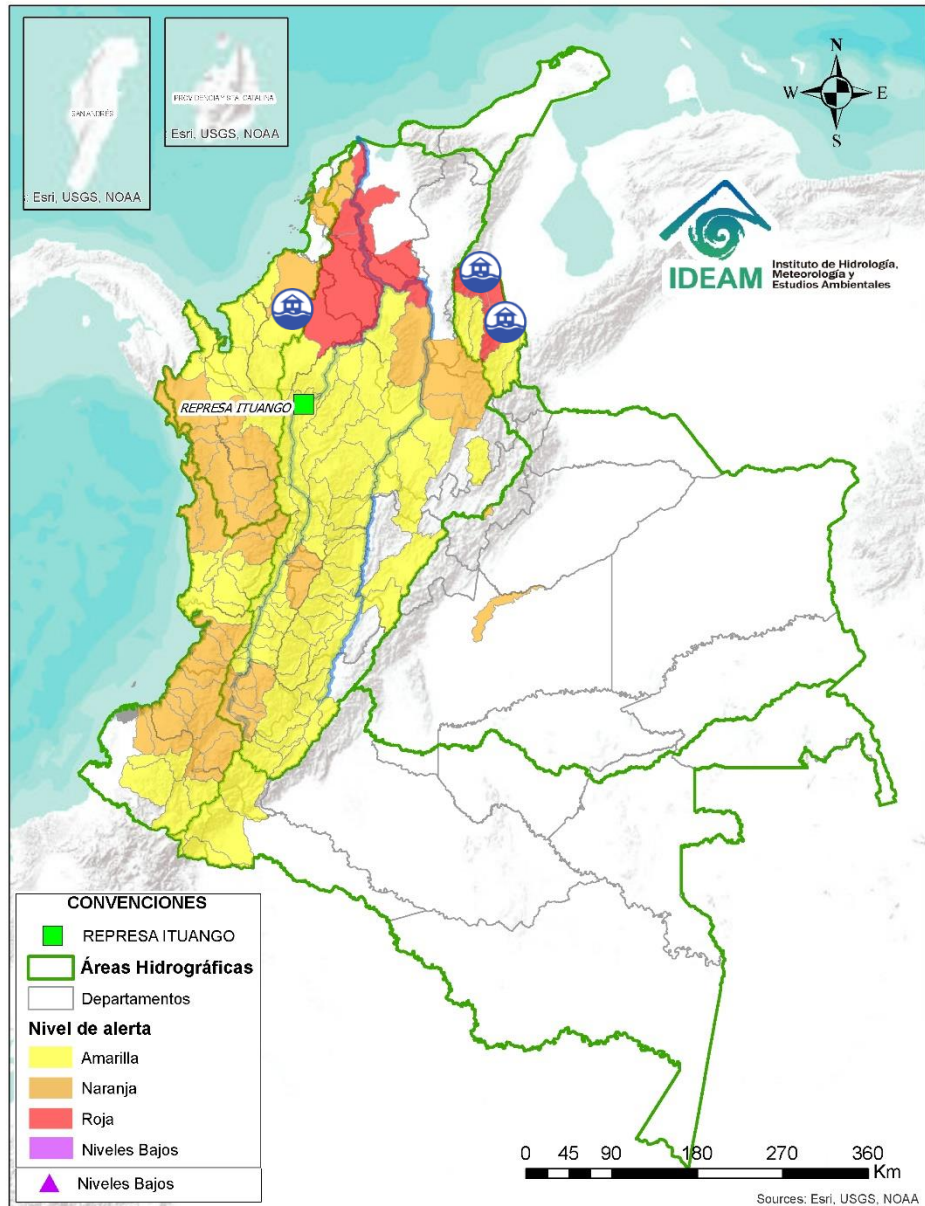 SAN ANDRÉS
: Esri, USGS, NOAA
PROVIDENCIA Y STA. CATALINA
Esri, USGS, NOAA
N
W
E
S
IDEAM
Instituto de Hidrología,
Meteorología y
Estudios Ambientales
REPRESA ITUANGO
CONVENCIONES
REPRESA ITUANGO
Áreas Hidrográficas
Departamentos
Nivel de alerta
Amarilla
Naranja
Roja
Niveles Bajos
Niveles Bajos
0 45 90 180 270 360
Km
Sources: Esri, USGS, NOAA